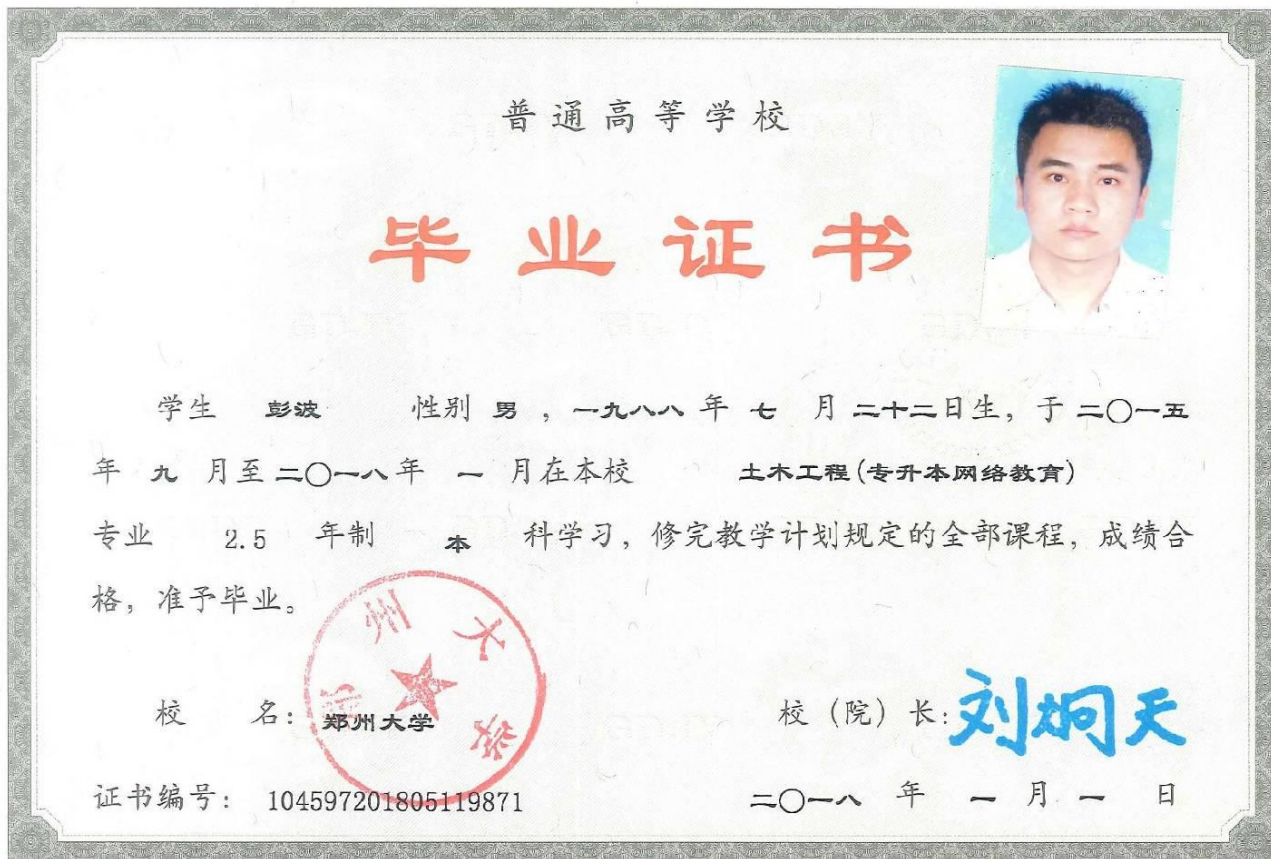 普通高等学校
毕业证书
学生 彭波 性别 男 ,一九八八 年 七 月 二十二日生, 于 二〇一五
年 九 月至 二〇一八年 一 月在本校 土木工程(专升本网络教育)
专业 2.5 年制 本 科学习, 修完教学计划规定的全部课程, 成绩合
格, 准予毕业。
郑州大学
校 名: 郑州大学 校 (院) 长: 刘炯天
证书编号: 104597201805119871 二〇一八 年 一 月 一 日